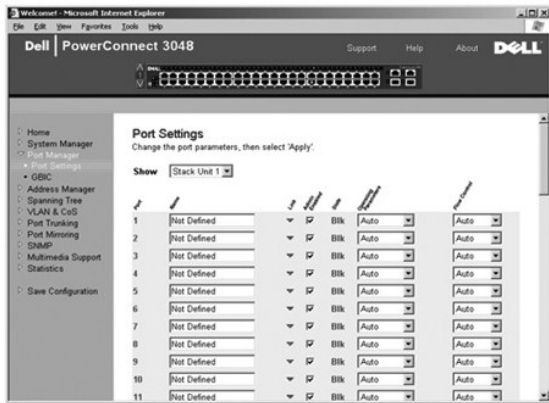 Welcome! - Microsoft Internet Explorer
File Edit View Favorites Tools Help
Dell | PowerConnect 3048
Support Help About DELL
Home
System Manager
Port Manager
Port Settings
GBIC
Address Manager
Spanning Tree
VLAN & CoS
Port Trunking
Port Mirroring
SNMP
Multimedia Support
Statistics
Save Configuration
Port Settings
Change the port parameters, then select 'Apply'.
Show Stack Unit 1
Port Name Link Admin Enabled State Operating Parameters Flow Control
1 Not Defined Blk Auto Auto
2 Not Defined Blk Auto Auto
3 Not Defined Blk Auto Auto
4 Not Defined Blk Auto Auto
5 Not Defined Blk Auto Auto
6 Not Defined Blk Auto Auto
7 Not Defined Blk Auto Auto
8 Not Defined Blk Auto Auto
9 Not Defined Blk Auto Auto
10 Not Defined Blk Auto Auto
11 Not Defined Blk Auto Auto